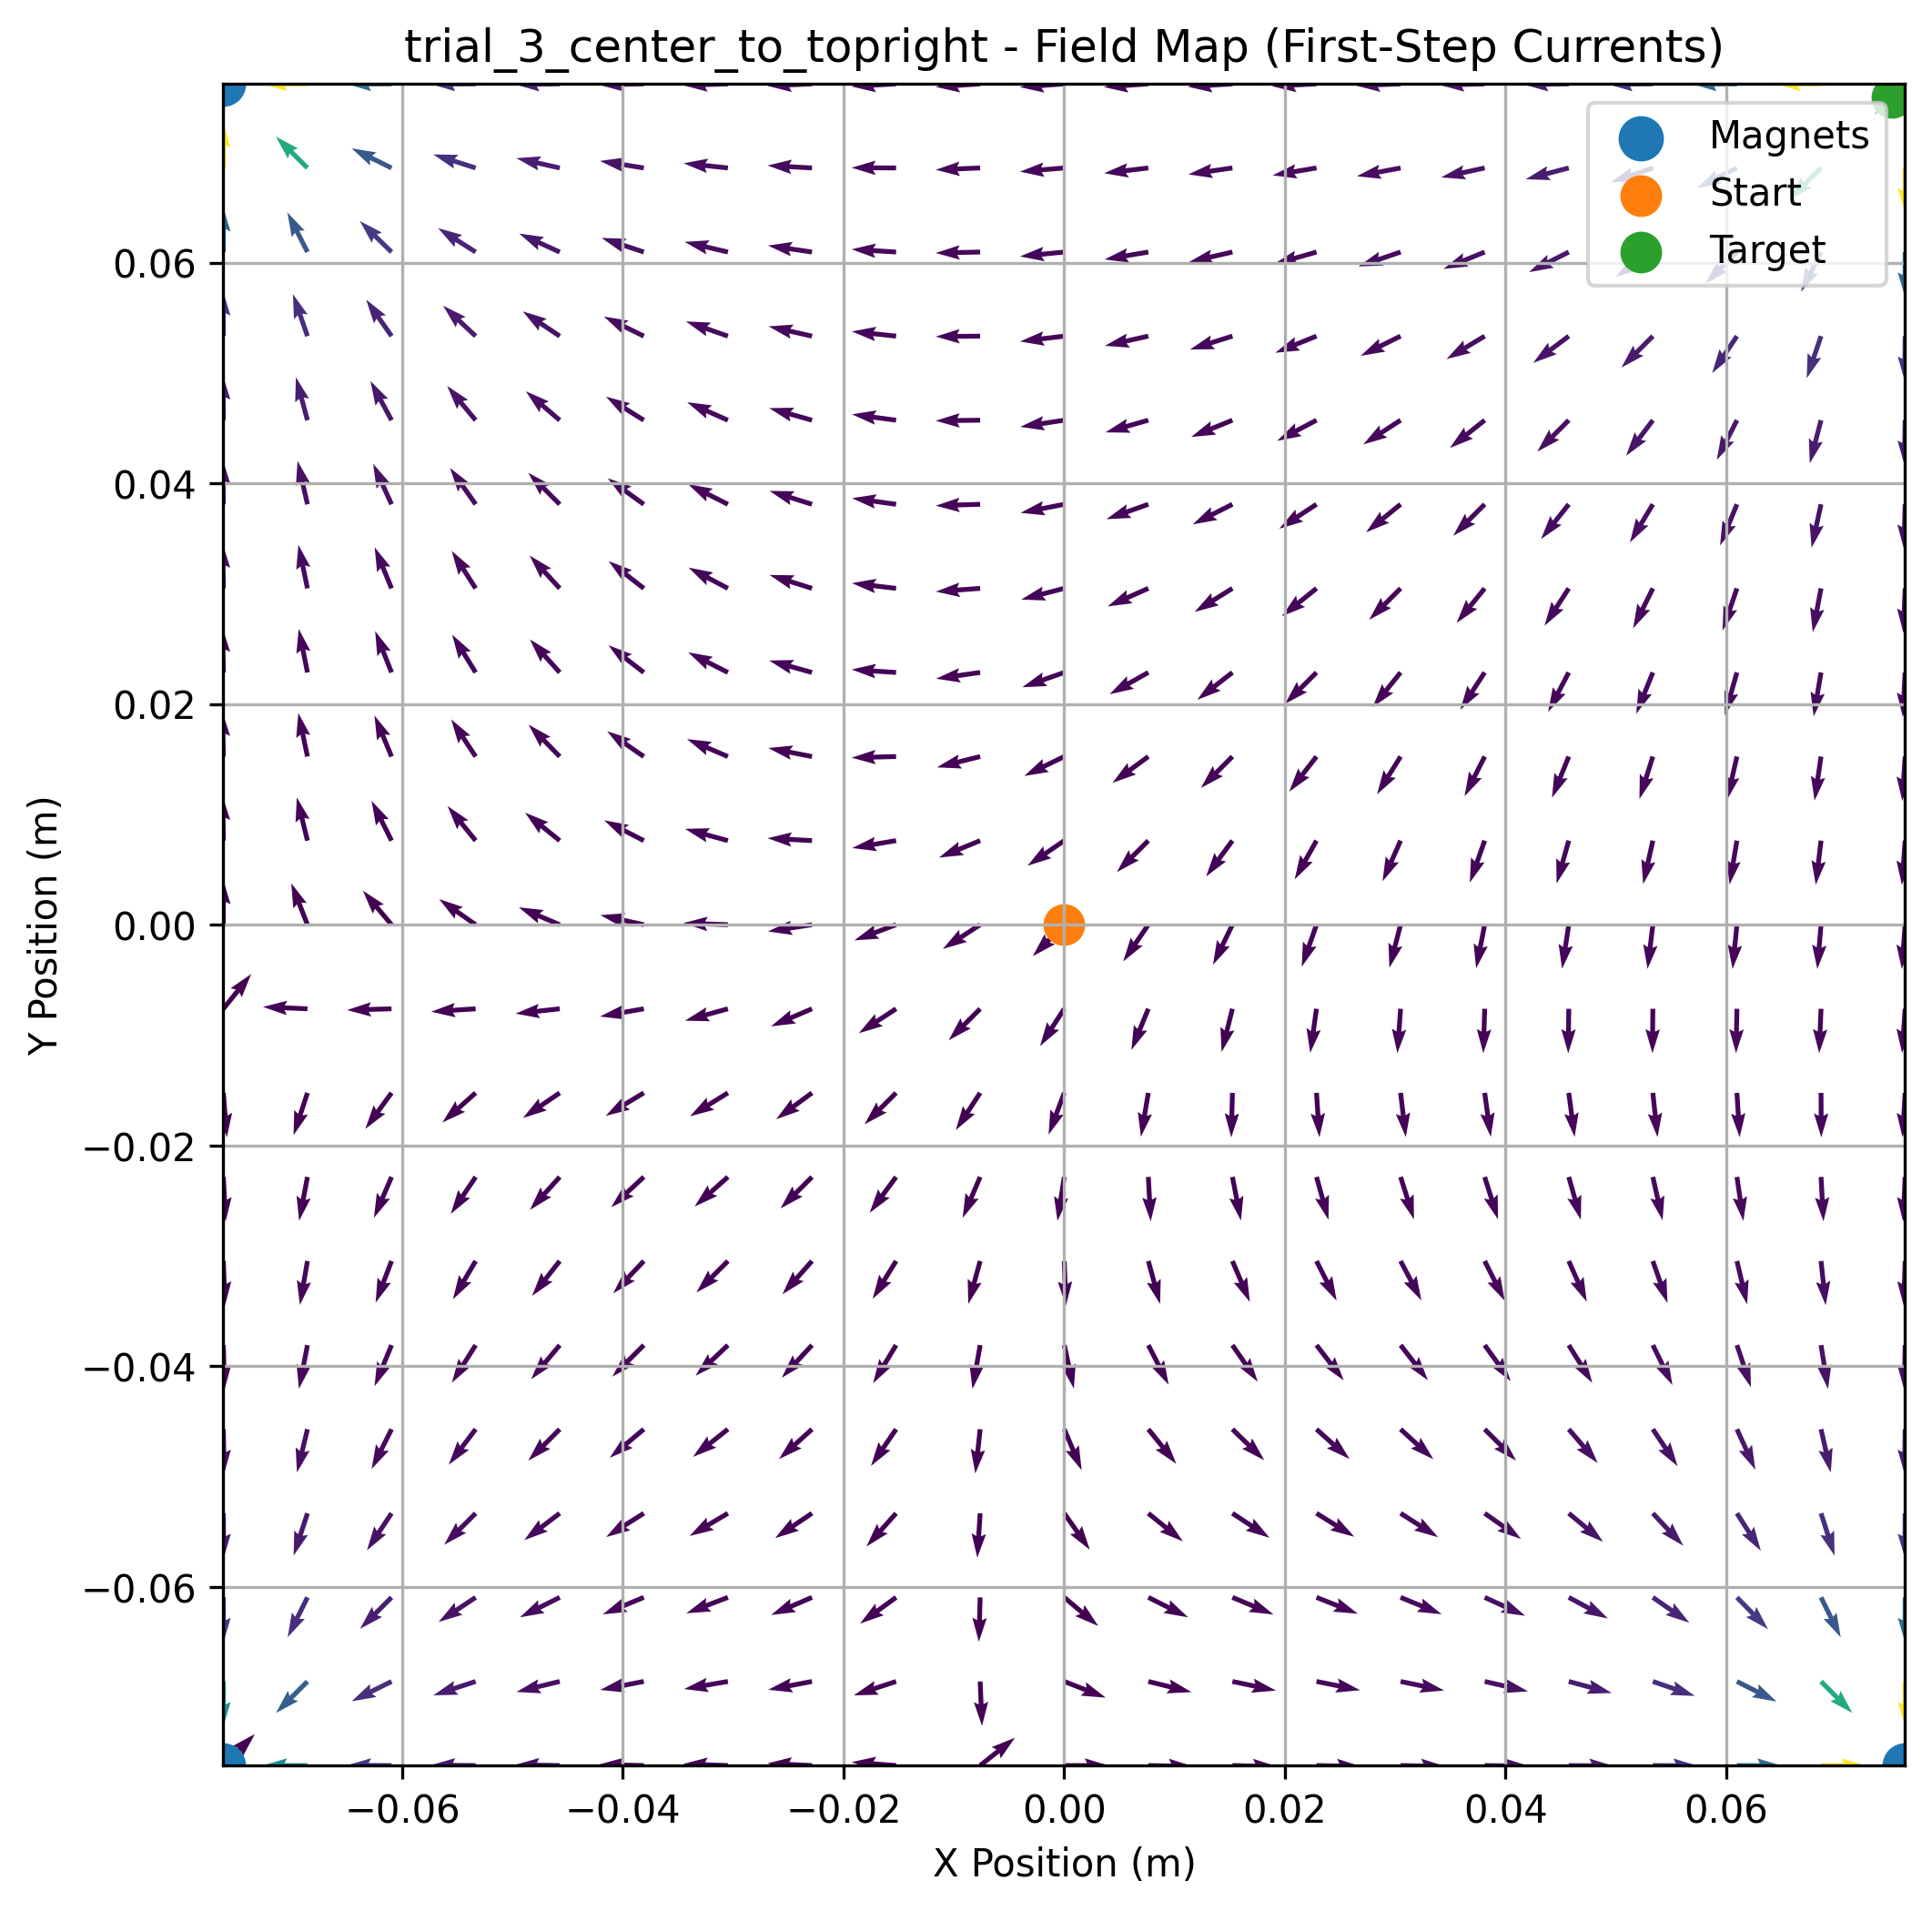 trial_3_center_to_topright - Field Map (First-Step Currents)
Magnets
Start
Target
Y Position (m)
0.06
0.04
0.02
0.00
−0.02
−0.04
−0.06
−0.06
−0.04
−0.02
0.00
0.02
0.04
0.06
X Position (m)